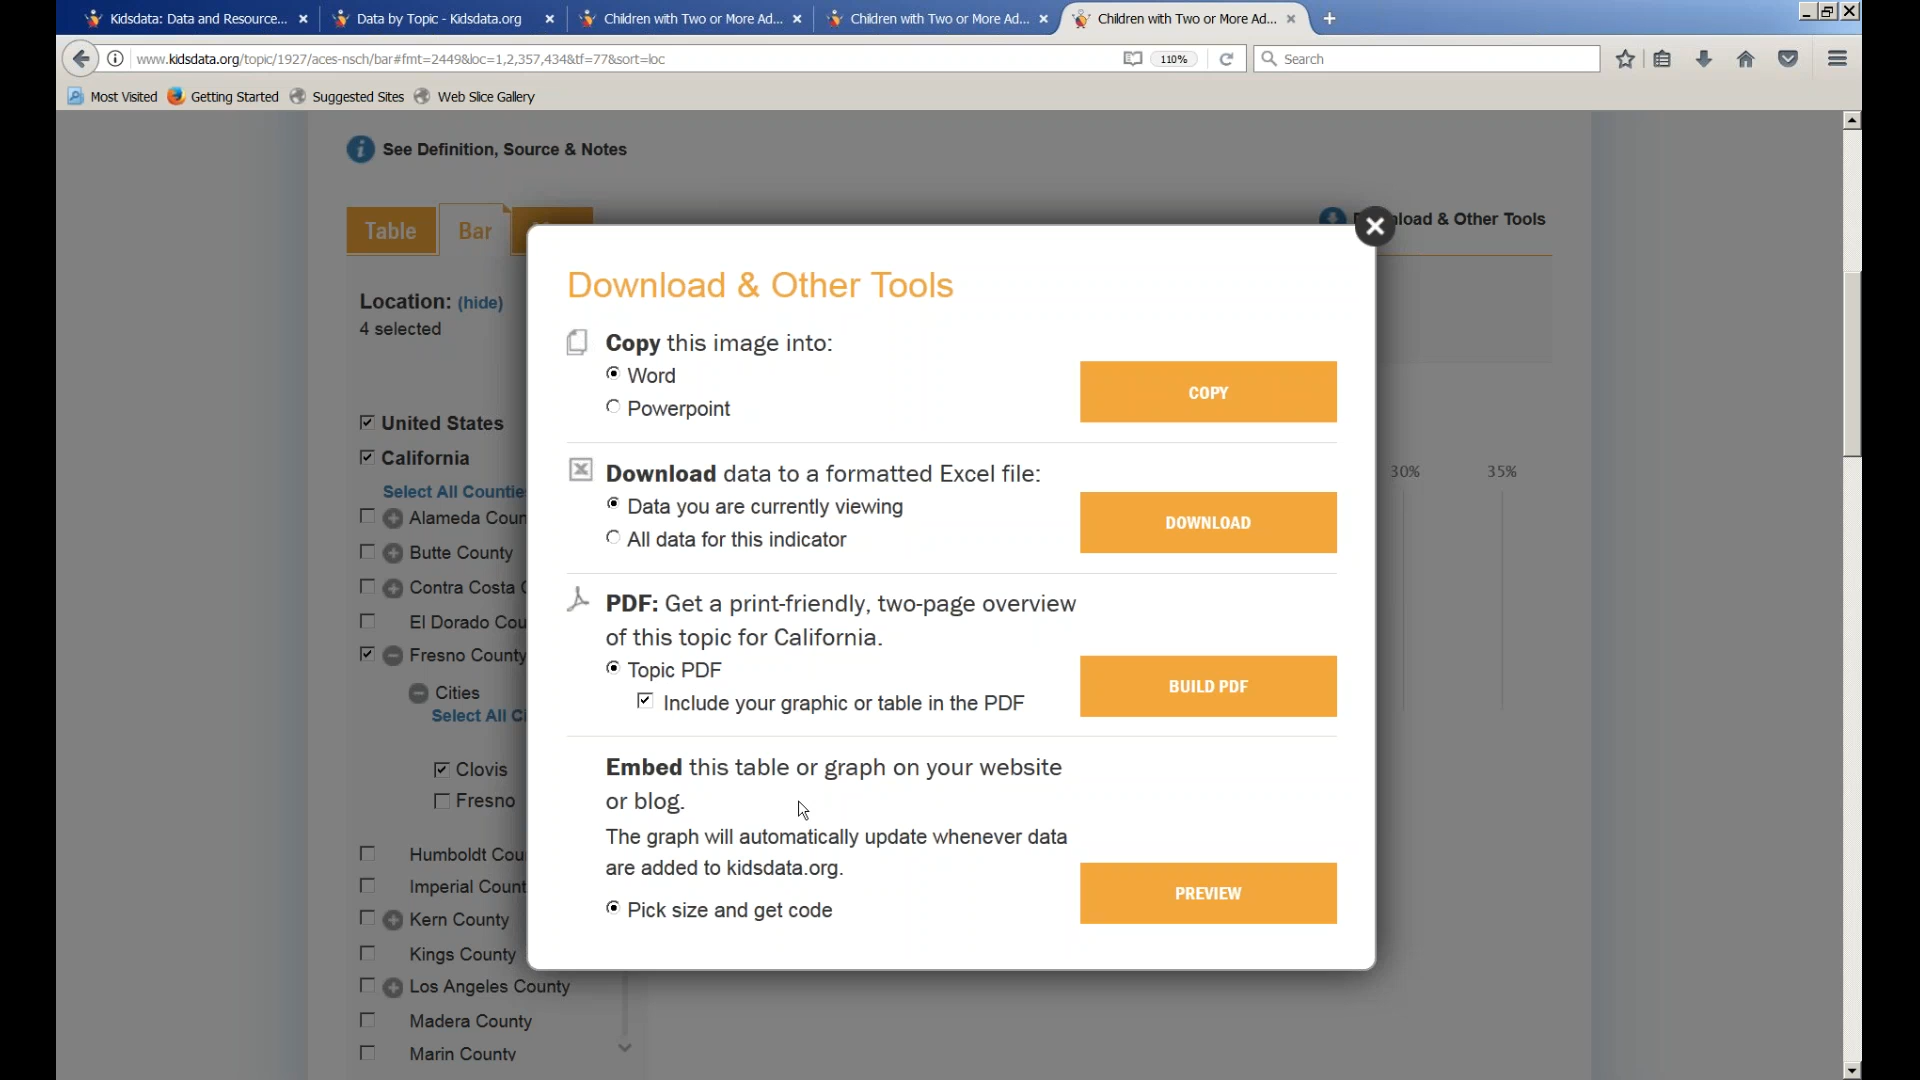 Kidsdata: Data and Resource...
Data by Topic - Kidsdata.org
Children with Two or More Ad...
Children with Two or More Ad...
Children with Two or More Ad...
www.kidsdata.org/topic/1927/aces-nsch/bar#fmt=2449&loc=1,2,357,434&tf=77&sort=loc
110%
Search
Most Visited
Getting Started
Suggested Sites
Web Slice Gallery
See Definition, Source & Notes
Table
Bar
load & Other Tools
Location: (hide)
4 selected
United States
California
Select All Counties
Alameda Coun
Butte County
Contra Costa
El Dorado Cou
Fresno County
Cities
Select All Ci
Clovis
Fresno
Humboldt Cou
Imperial Count
Kern County
Kings County
Los Angeles County
Madera County
Marin County
30%
35%
Download & Other Tools
Copy this image into:
Word
Powerpoint
COPY
Download data to a formatted Excel file:
Data you are currently viewing
All data for this indicator
DOWNLOAD
PDF: Get a print-friendly, two-page overview
of this topic for California.
Topic PDF
Include your graphic or table in the PDF
BUILD PDF
Embed this table or graph on your website
or blog.
The graph will automatically update whenever data
are added to kidsdata.org.
Pick size and get code
PREVIEW